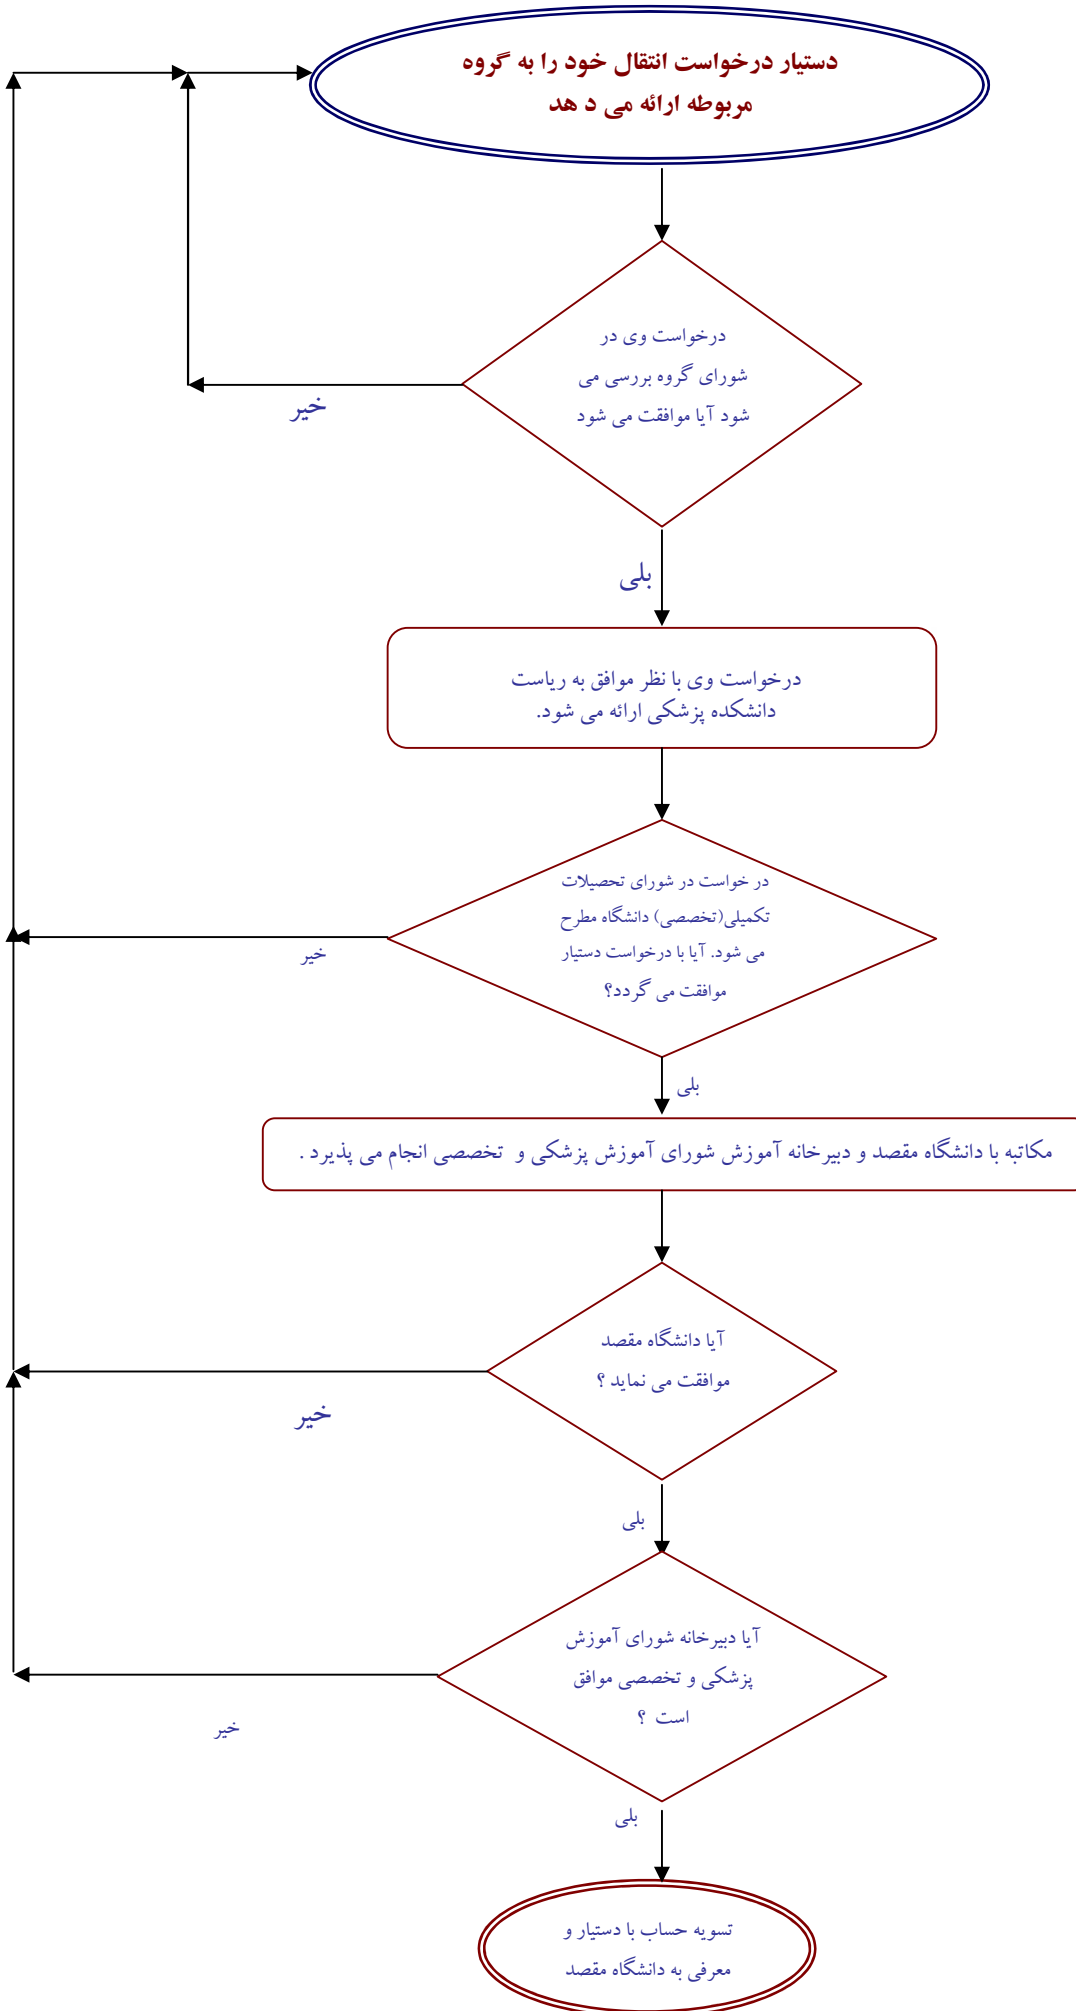 دستیار درخواست انتقال خود را به گروه
مربوطه ارائه می د هد
درخواست وی در
شورای گروه بررسی می
شود آیا موافقت می شود
خیر
بلی
درخواست وی با نظر موافق به ریاست
دانشکده پزشکی ارائه می شود.
در خواست در شورای تحصیلات
تکمیلی(تخصصی) دانشگاه مطرح
می شود. آیا با درخواست دستیار
موافقت می گردد؟
خیر
بلی
مکاتبه با دانشگاه مقصد و دبیرخانه آموزش شورای آموزش پزشکی و تخصصی انجام می پذیرد .
آیا دانشگاه مقصد
موافقت می نماید ؟
خیر
بلی
آیا دبیرخانه شورای آموزش
پزشکی و تخصصی موافق
است ؟
خیر
بلی
تسویه حساب با دستیار و
معرفی به دانشگاه مقصد